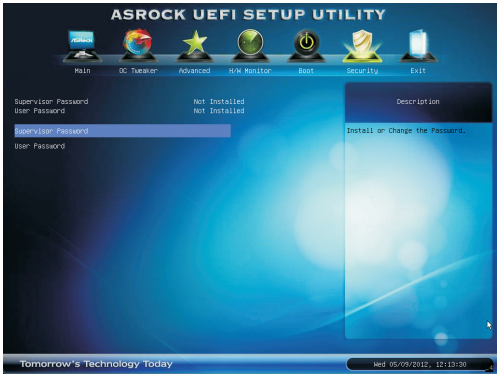 ASROCK UEFI SETUP UTILITY
ASRock
Main OC Tweaker Advanced H/W Monitor Boot Security Exit
Supervisor Password Not Installed
User Password Not Installed
Supervisor Password
User Password
Description
Install or Change the Password.
Tomorrow's Technology Today
Wed 05/09/2012, 12:13:30